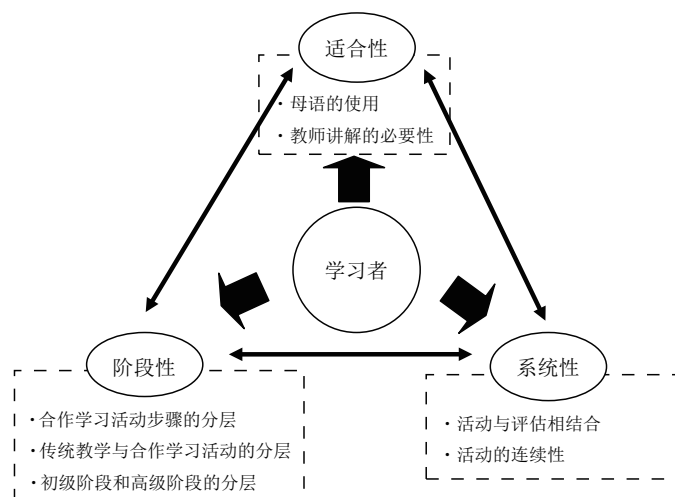 适合性
・母语的使用
・教师讲解的必要性
学习者
阶段性
・合作学习活动步骤的分层
・传统教学与合作学习活动的分层
・初级阶段和高级阶段的分层
系统性
・活动与评估相结合
・活动的连续性